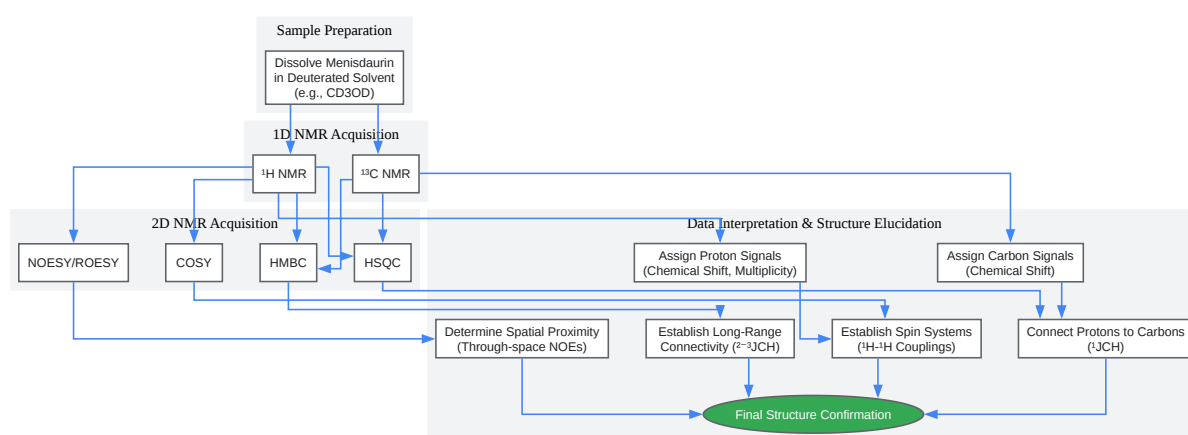 Sample Preparation
Dissolve Menisdaurin
in Deuterated Solvent
(e.g., CD3OD)
1D NMR Acquisition
¹H NMR
¹³C NMR
2D NMR Acquisition
Data Interpretation & Structure Elucidation
NOESY/ROESY
COSY
HMBC
HSQC
Assign Proton Signals
(Chemical Shift, Multiplicity)
Assign Carbon Signals
(Chemical Shift)
Determine Spatial Proximity
(Through-space NOEs)
Establish Long-Range
Connectivity (²⁻³JCH)
Establish Spin Systems
(¹H-¹H Couplings)
Connect Protons to Carbons
(¹JCH)
Final Structure Confirmation